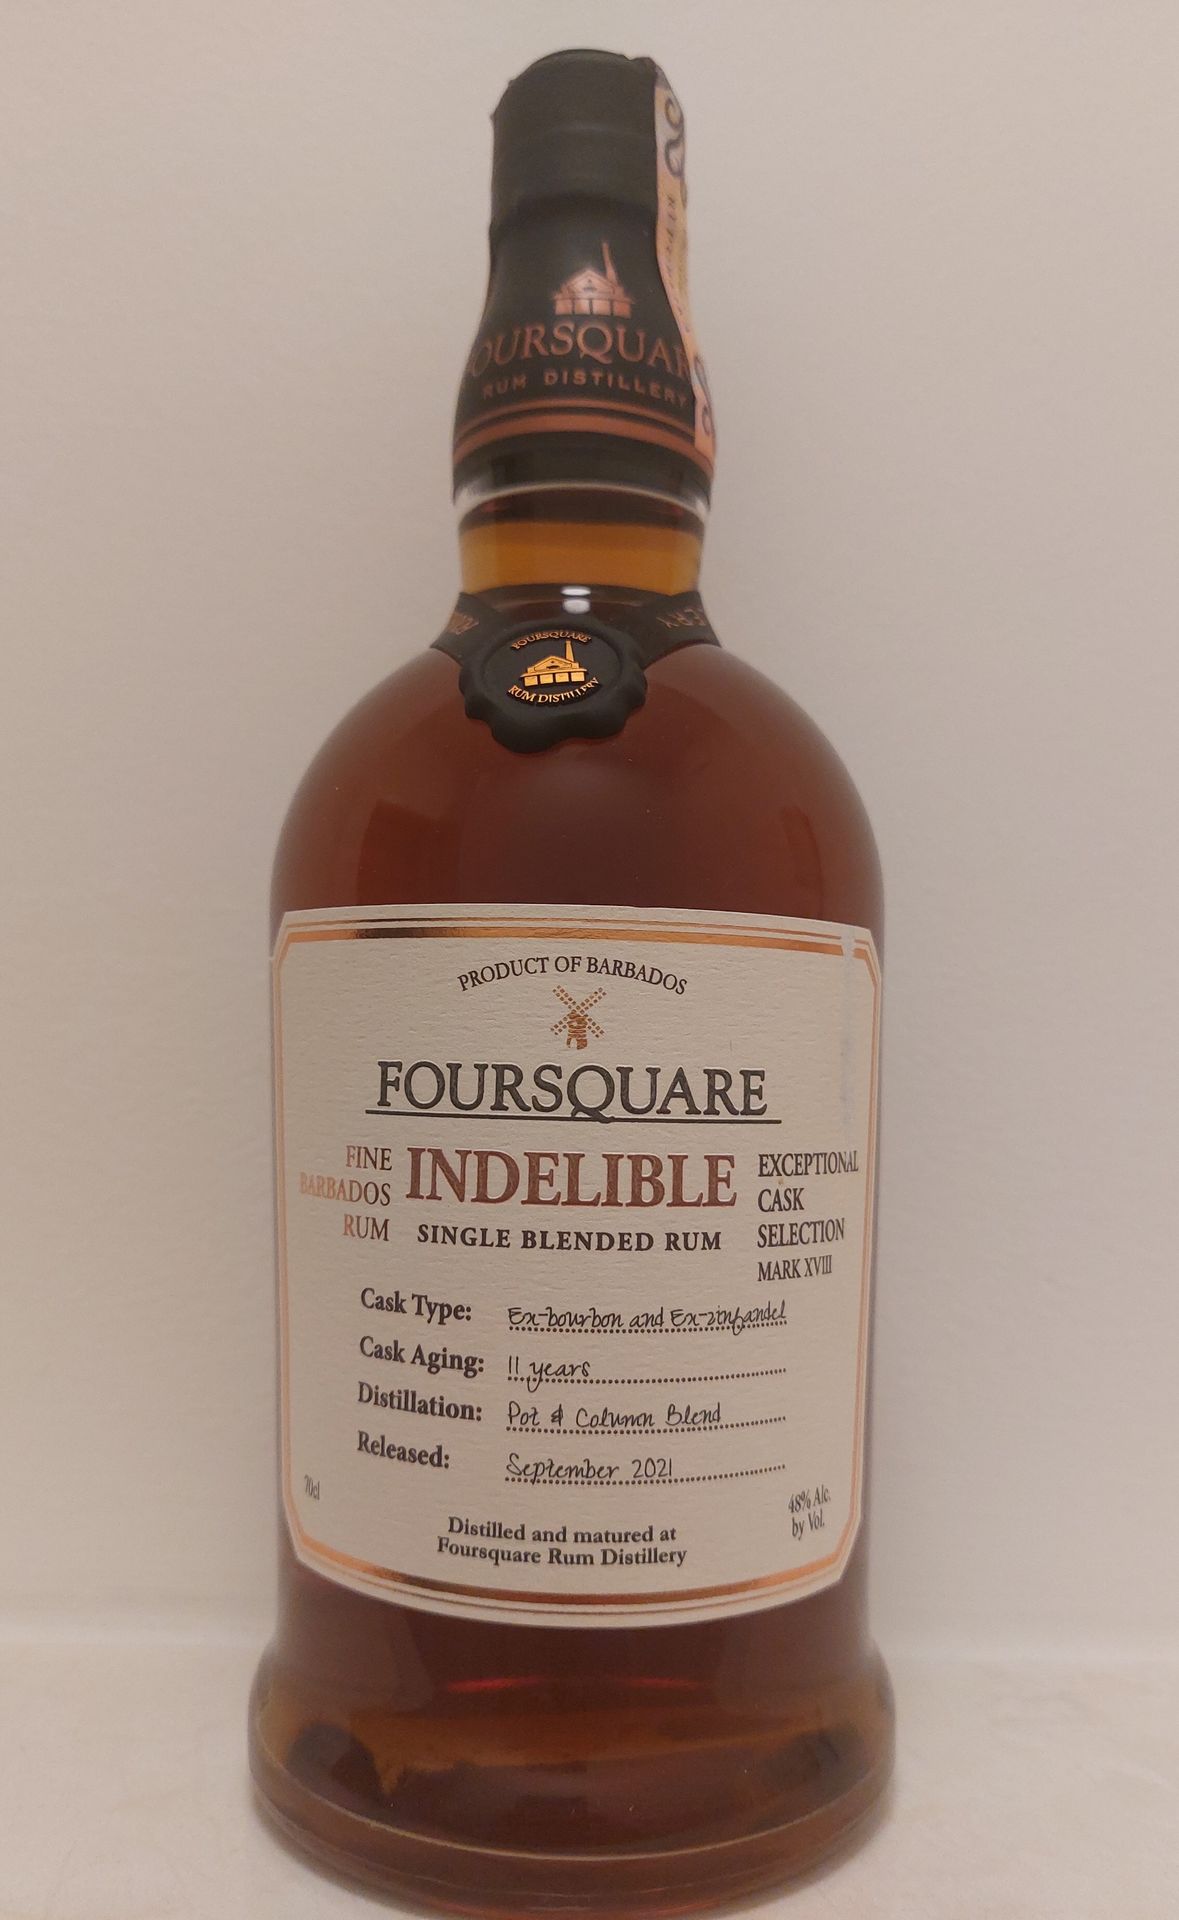 FOURSQUARE
RUM DISTILLERY
FOURSQUARE
RUM DISTILLERY
PRODUCT OF BARBADOS
FOURSQUARE
FINE
BARBADOS
RUM
INDELIBLE
SINGLE BLENDED RUM
EXCEPTIONAL
CASK
SELECTION
MARK XVIII
Cask Type: Ex-bourbon and Ex-zinfandel
Cask Aging: 11 years
Distillation: Pot & Column Blend
Released: September 2021
70cl
48% Alc.
by Vol.
Distilled and matured at
Foursquare Rum Distillery